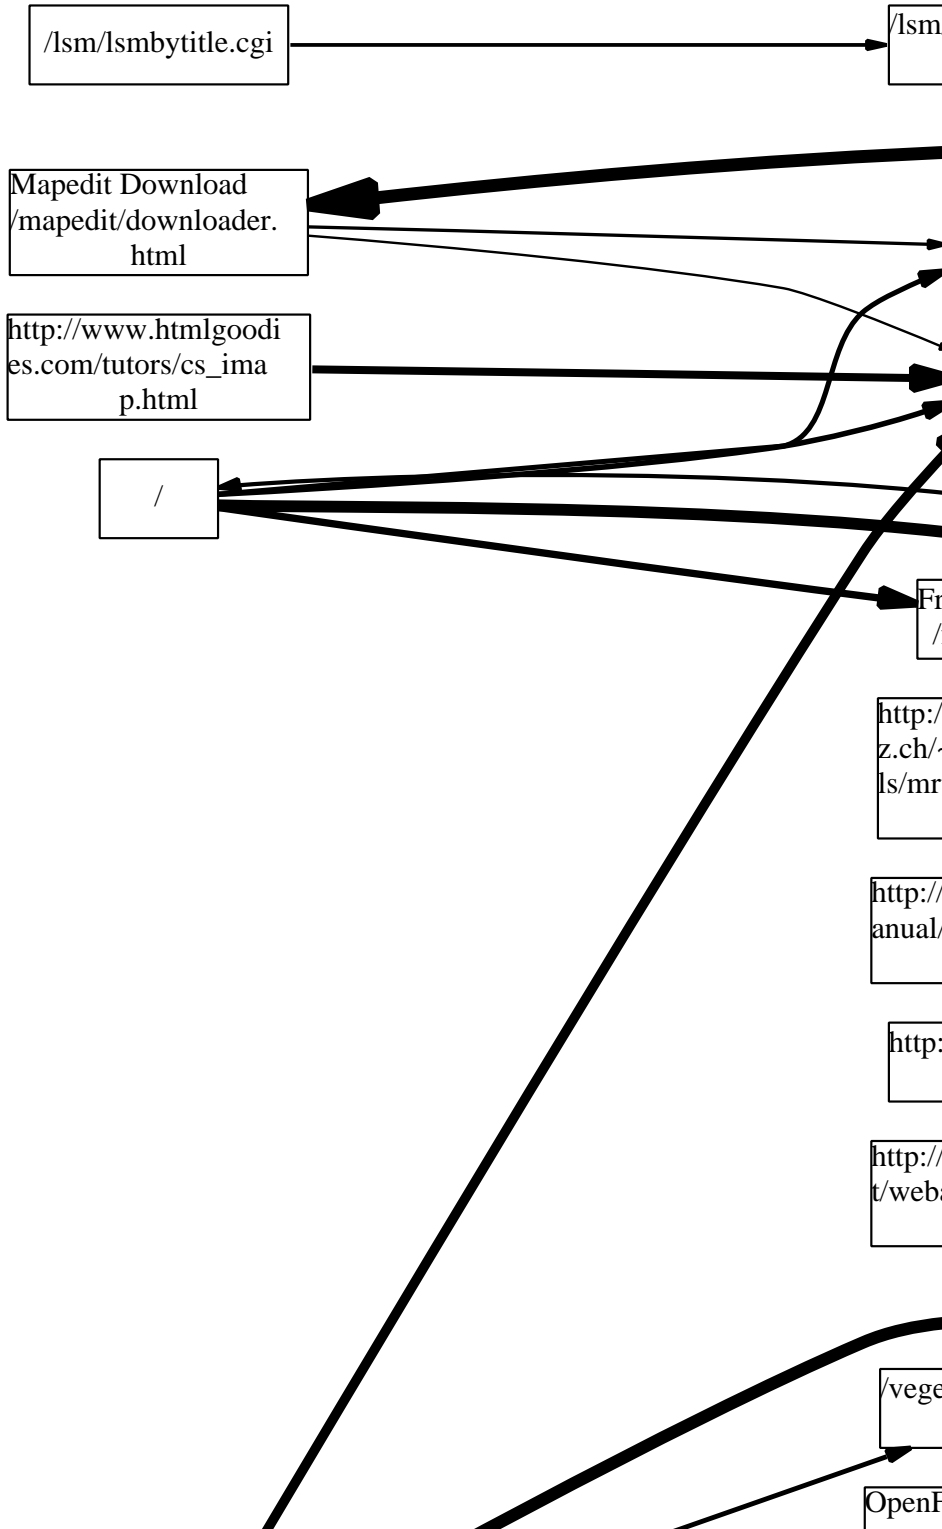 /lsm/lsmbytitle.cgi
/lsm
Mapedit Download
/mapedit/downloader.
html
http://www.htmlgoodi
es.com/tutors/cs_ima
p.html
/
Fr
http:/
z.ch/~
ls/mr
http://
anual/
http:
http://
t/weba
/vege
OpenF